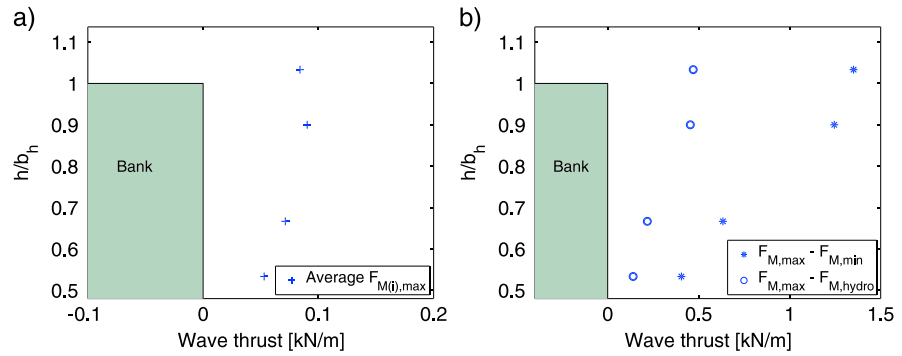 a)
1.1
1
0.9
0.8
0.7
0.6
0.5
h/b_h
Bank
+ Average F_M(i),max
-0.1 0 0.1 0.2
Wave thrust [kN/m]
b)
1.1
1
0.9
0.8
0.7
0.6
0.5
h/b_h
Bank
F_M,max - F_M,min
F_M,max - F_M,hydro
0 0.5 1 1.5
Wave thrust [kN/m]